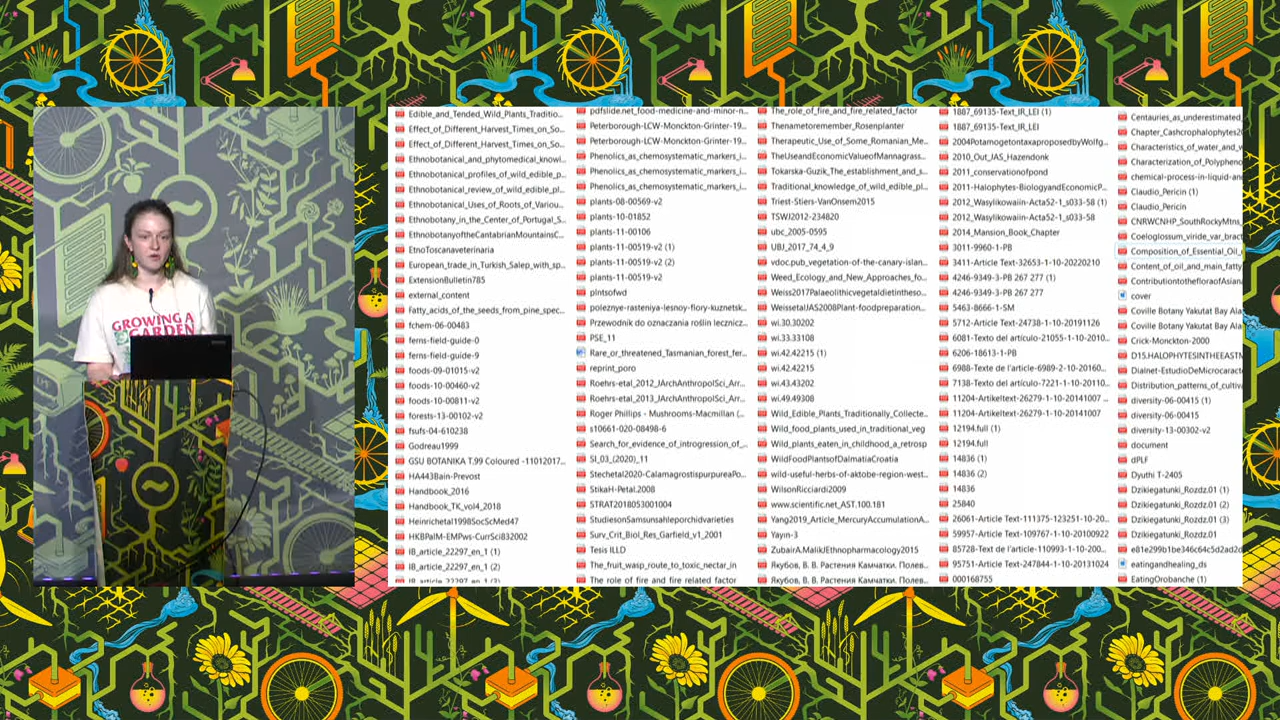 GROWING A
GARDEN
Edible_and_Tended_Wild_Plants_Traditio...
Effect_of_Different_Harvest_Times_on_So...
Effect_of_Different_Harvest_Times_on_So...
Ethnobotanical_and_phytomedical_knowl...
Ethnobotanical_profiles_of_wild_edible_p...
Ethnobotanical_review_of_wild_edible_pl...
Ethnobotanical_Uses_of_Roots_of_Variou...
Ethnobotany_in_the_Center_of_Portugal_S...
EthnobotanyoftheCantabrianMountainsC...
EtnoToscanaveterinaria
European_trade_in_Turkish_Salep_with_sp...
ExtensionBulletin785
external_content
Fatty_acids_of_the_seeds_from_pine_spec...
fchem-06-00483
ferns-field-guide-0
ferns-field-guide-9
foods-09-01015-v2
foods-10-00460-v2
foods-10-00811-v2
forests-13-00102-v2
fsufs-04-610238
Godreau1999
GSU BOTANIKA T.99 Coloured -11012017...
HA443Bain-Prevost
Handbook_2016
Handbook_TK_vol4_2018
Heinrichetal1998SocScMed47
HKBPalM-EMPws-CurrSci832002
IB_article_22297_en_1 (1)
IB_article_22297_en_1 (2)
IB_article_22297_en_1 (3)
pdfslide.net_food-medicine-and-minor-n...
Peterborough-LCW-Monckton-Grinter-19...
Peterborough-LCW-Monckton-Grinter-19...
Phenolics_as_chemosystematic_markers_i...
Phenolics_as_chemosystematic_markers_i...
Phenolics_as_chemosystematic_markers_i...
plants-08-00569-v2
plants-10-01852
plants-11-00106
plants-11-00519-v2 (1)
plants-11-00519-v2 (2)
plants-11-00519-v2
plntsofwd
poleznye-rasteniya-lesnoy-flory-kuznetsk...
Przewodnik do oznaczania roślin lecznicz...
PSE_11
Rare_or_threatened_Tasmanian_forest_fer...
reprint_poro
Roehrs-etal_2012_JArchAnthropolSci_Arr...
Roehrs-etal_2013_JArchAnthropolSci_Arr...
Roger Phillips - Mushrooms-Macmillan (...
s10661-020-08498-6
Search_for_evidence_of_introgression_of_...
SI_03_(2020)_11
Stechetal2020-CalamagrostispurpureaPo...
StikaH-Petal.2008
STRAT2018053001004
StudiesonSamsunsahleporchidvarieties
Surv_Crit_Biol_Res_Garfield_v1_2001
Tesis ILLD
The_fruit_wasp_route_to_toxic_nectar_in
The role of fire and fire related factor
The_role_of_fire_and_fire_related_factor
Thenametoremember_Rosenplanter
Therapeutic_Use_of_Some_Romanian_Me...
TheUseandEconomicValueofMannagrass...
Tokarska-Guzik_The_establishment_and_s...
Traditional_knowledge_of_wild_edible_pl...
Triest-Stiers-VanOnsem2015
TSWJ2012-234820
ubc_2005-0595
UBJ_2017_74_4_9
vdoc.pub_vegetation-of-the-canary-islan...
Weed_Ecology_and_New_Approaches_fo...
Weiss2017Palaeolithicvegetaldietintheso...
WeissetalJAS2008Plant-foodpreparation...
wi.30.30202
wi.33.33108
wi.42.42215 (1)
wi.42.42215
wi.43.43202
wi.49.49308
Wild_Edible_Plants_Traditionally_Collecte...
Wild_food_plants_used_in_traditional_veg
Wild_plants_eaten_in_childhood_a_retrosp
WildFoodPlantsofDalmatiaCroatia
wild-useful-herbs-of-aktobe-region-west...
WilsonRicciardi2009
www.scientific.net_AST.100.181
Yang2019_Article_MercuryAccumulationA...
Yayın-3
ZubairA.MalikJEthnopharmacology2015
Якубов, В. В. Растения Камчатки. Полев...
Якубов, В. В. Растения Камчатки. Полев...
1887_69135-Text_IR_LEI (1)
1887_69135-Text_IR_LEI
2004PotamogetontaxaproposedbyWolfg...
2010_Out_JAS_Hazendonk
2011_conservationofpond
2011-Halophytes-BiologyandEconomicP...
2012_Wasylikowaiin-Acta52-1_s033-58 (1)
2012_Wasylikowaiin-Acta52-1_s033-58
2014_Mansion_Book_Chapter
3011-9960-1-PB
3411-Article Text-32653-1-10-20220210
4246-9349-3-PB 267 277 (1)
4246-9349-3-PB 267 277
5463-8666-1-SM
5712-Article Text-24738-1-10-20191126
6081-Texto del artículo-21055-1-10-2010...
6206-18613-1-PB
6988-Texte de l'article-6989-2-10-20160...
7138-Texto del artículo-7221-1-10-20110...
11204-Artikeltext-26279-1-10-20141007
11204-Artikeltext-26279-1-10-20141007
12194.full (1)
12194.full
14836 (1)
14836 (2)
14836
25840
26061-Article Text-111375-123251-10-20...
59957-Article Text-109767-1-10-20100922
85728-Text de l'article-110993-1-10-200...
95751-Article Text-247844-1-10-20131024
000168755
Centauries_as_underestimated_
Chapter_Cashcrophalophytes2
Characteristics_of_water_and_w
Characterization_of_Polypheno
chemical-process-in-liquid-an
Claudio_Pericin (1)
Claudio_Pericin
CNRWCNHP_SouthRockyMtns_
Coeloglossum_viride_var_bract
Composition_of_Essential_Oil_
Content_of_oil_and_main_fatty_
ContributiontothefloraofAsian
cover
Coville Botany Yakutat Bay Ala
Coville Botany Yakutat Bay Ala
Crick-Monckton-2000
D15.HALOPHYTESINTHEEASTM
Dialnet-EstudioDeMicrocaract
Distribution_patterns_of_cultiv
diversity-06-00415 (1)
diversity-06-00415
diversity-13-00302-v2
document
dPLF
Dyuthi T-2405
Dzikiegatunki_Rozdz.01 (1)
Dzikiegatunki_Rozdz.01 (2)
Dzikiegatunki_Rozdz.01 (3)
Dzikiegatunki_Rozdz.01
e81e299b1be346c64c5d2ad2d
eatingandhealing_ds
EatingOrobanche (1)